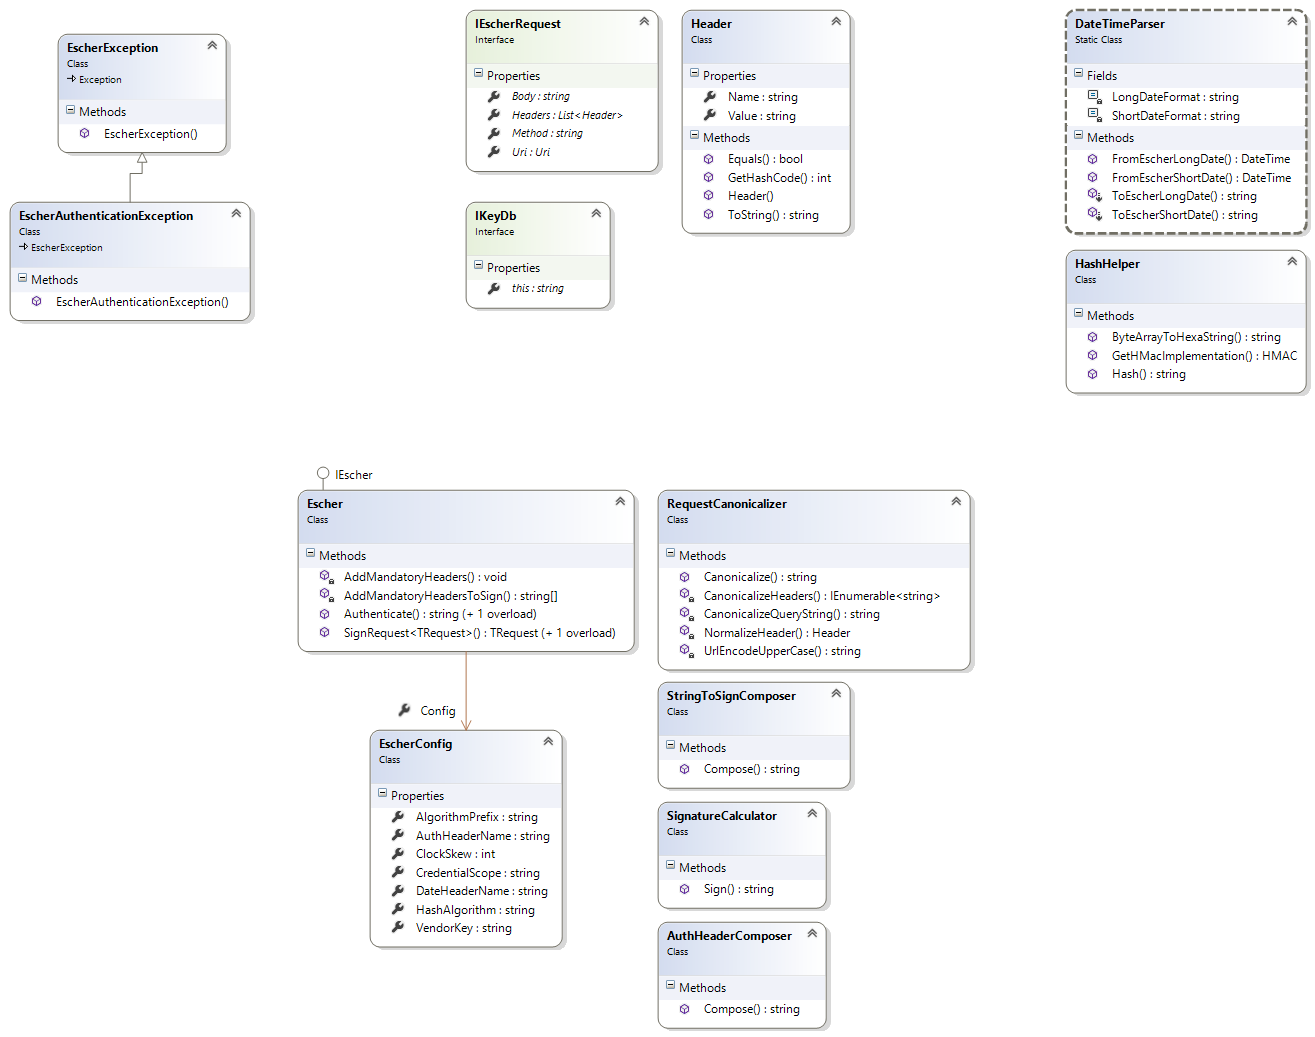 EscherException
Class
Exception
Methods
EscherException()
EscherAuthenticationException
Class
EscherException
Methods
EscherAuthenticationException()
IEscherRequest
Interface
Properties
Body : string
Headers : List<Header>
Method : string
Uri : Uri
IKeyDb
Interface
Properties
this : string
Header
Class
Properties
Name : string
Value : string
Methods
Equals() : bool
GetHashCode() : int
Header()
ToString() : string
DateTimeParser
Static Class
Fields
LongDateFormat : string
ShortDateFormat : string
Methods
FromEscherLongDate() : DateTime
FromEscherShortDate() : DateTime
ToEscherLongDate() : string
ToEscherShortDate() : string
HashHelper
Class
Methods
ByteArrayToHexaString() : string
GetHMacImplementation() : HMAC
Hash() : string
IEscher
Escher
Class
Methods
AddMandatoryHeaders() : void
AddMandatoryHeadersToSign() : string[]
Authenticate() : string (+ 1 overload)
SignRequest<TRequest>() : TRequest (+ 1 overload)
Config
EscherConfig
Class
Properties
AlgorithmPrefix : string
AuthHeaderName : string
ClockSkew : int
CredentialScope : string
DateHeaderName : string
HashAlgorithm : string
VendorKey : string
RequestCanonicalizer
Class
Methods
Canonicalize() : string
CanonicalizeHeaders() : IEnumerable<string>
CanonicalizeQueryString() : string
NormalizeHeader() : Header
UrlEncodeUpperCase() : string
StringToSignComposer
Class
Methods
Compose() : string
SignatureCalculator
Class
Methods
Sign() : string
AuthHeaderComposer
Class
Methods
Compose() : string